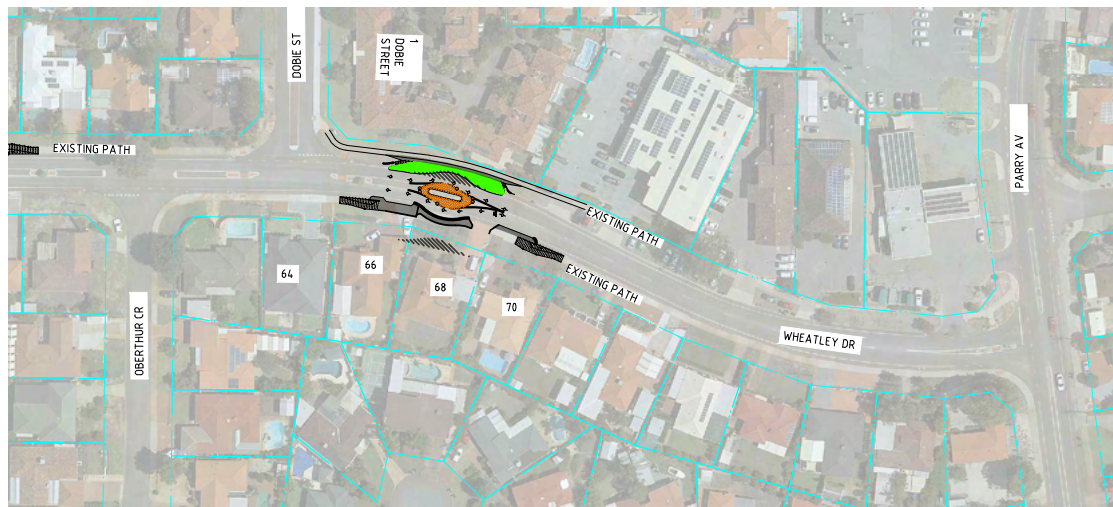 DOBIE ST
1
DOBIE
STREET
EXISTING PATH
PARRY AV
EXISTING PATH
64
66
68
70
EXISTING PATH
OBERTHUR CR
WHEATLEY DR